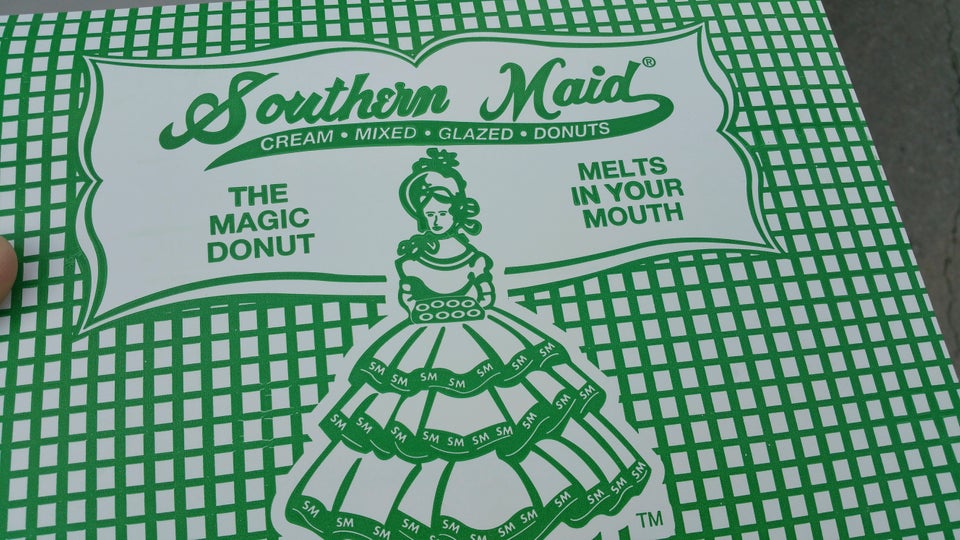 Southern Maid®
CREAM • MIXED • GLAZED • DONUTS
THE
MAGIC
DONUT
MELTS
IN YOUR
MOUTH
SM SM SM SM SM SM
SM SM SM SM SM SM SM SM SM SM
SM SM SM SM SM SM SM SM SM SM
TM